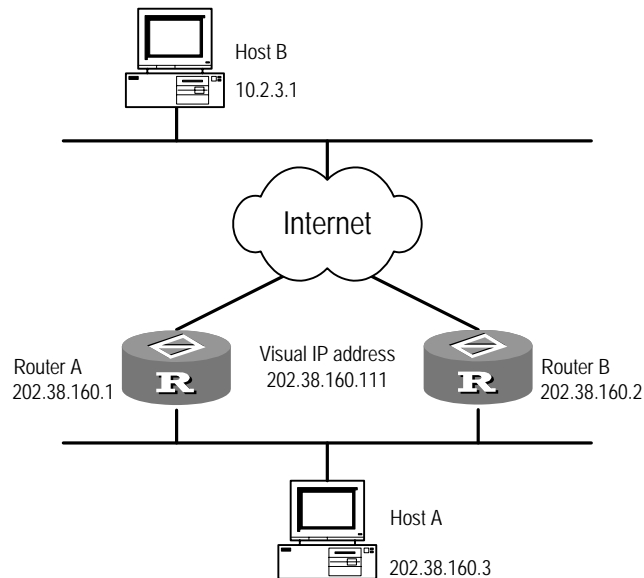 Host B
10.2.3.1
Internet
Router A
202.38.160.1
R
Visual IP address
202.38.160.111
R
Router B
202.38.160.2
Host A
202.38.160.3